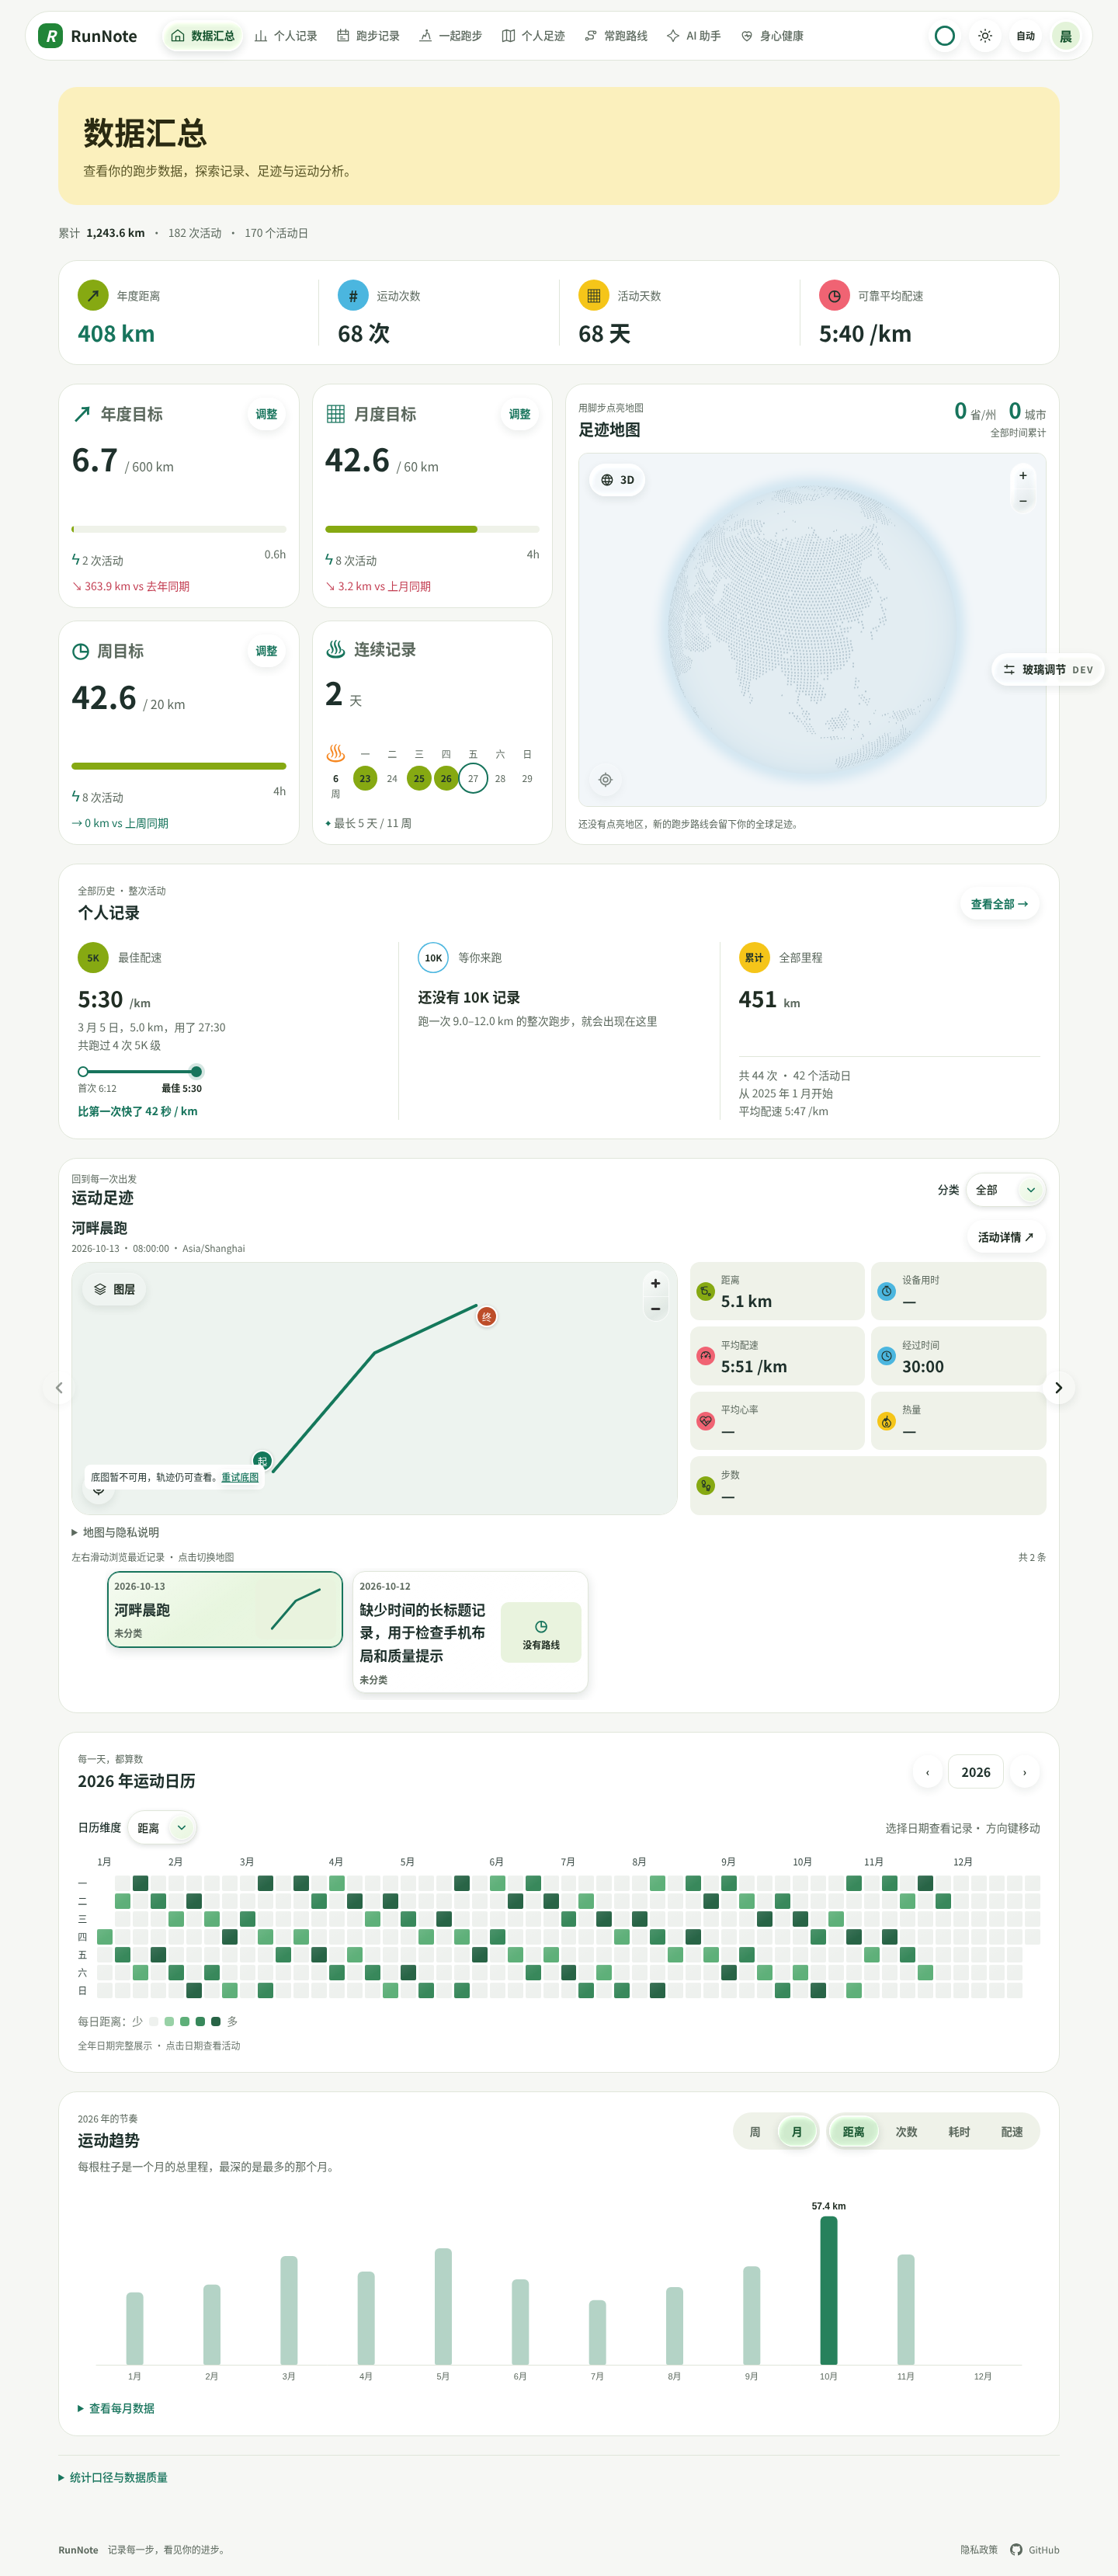 R RunNote 数据汇总 个人记录 跑步记录 一起跑步 个人足迹 常跑路线 AI 助手 身心健康 自动 晨
数据汇总
查看你的跑步数据，探索记录、足迹与运动分析。
累计 1,243.6 km · 182 次活动 · 170 个活动日
年度距离
408 km
# 运动次数
68 次
活动天数
68 天
可靠平均配速
5:40 /km
年度目标 调整
6.7 / 600 km
2 次活动 0.6h
↘ 363.9 km vs 去年同期
月度目标 调整
42.6 / 60 km
8 次活动 4h
↘ 3.2 km vs 上月同期
用脚步点亮地图
足迹地图
0 省/州 0 城市
全部时间累计
3D
+
−
还没有点亮地区，新的跑步路线会留下你的全球足迹。
周目标 调整
42.6 / 20 km
8 次活动 4h
→ 0 km vs 上周同期
连续记录
2 天
一 二 三 四 五 六 日
6 23 24 25 26 27 28 29
周
最长 5 天 / 11 周
玻璃调节 DEV
全部历史 · 整次活动
个人记录
查看全部 →
5K 最佳配速
5:30 /km
3 月 5 日，5.0 km，用了 27:30
共跑过 4 次 5K 级
首次 6:12 最佳 5:30
比第一次快了 42 秒 / km
10K 等你来跑
还没有 10K 记录
跑一次 9.0–12.0 km 的整次跑步，就会出现在这里
累计 全部里程
451 km
共 44 次 · 42 个活动日
从 2025 年 1 月开始
平均配速 5:47 /km
回到每一次出发
运动足迹
分类 全部
河畔晨跑
2026-10-13 · 08:00:00 · Asia/Shanghai
活动详情 ↗
图层
+
−
终
起
底图暂不可用，轨迹仍可查看。重试底图
距离
5.1 km
设备用时
—
平均配速
5:51 /km
经过时间
30:00
平均心率
—
热量
—
步数
—
▶ 地图与隐私说明
左右滑动浏览最近记录 · 点击切换地图 共 2 条
2026-10-13
河畔晨跑
未分类
2026-10-12
缺少时间的长标题记
录，用于检查手机布
局和质量提示
未分类
没有路线
每一天，都算数
2026 年运动日历
‹ 2026 ›
日历维度 距离
选择日期查看记录 · 方向键移动
1月 2月 3月 4月 5月 6月 7月 8月 9月 10月 11月 12月
一
二
三
四
五
六
日
每日距离：少 多
全年日期完整展示 · 点击日期查看活动
2026 年的节奏
运动趋势
周 月 距离 次数 耗时 配速
每根柱子是一个月的总里程，最深的是最多的那个月。
57.4 km
1月 2月 3月 4月 5月 6月 7月 8月 9月 10月 11月 12月
▶ 查看每月数据
▶ 统计口径与数据质量
RunNote 记录每一步，看见你的进步。 隐私政策 GitHub